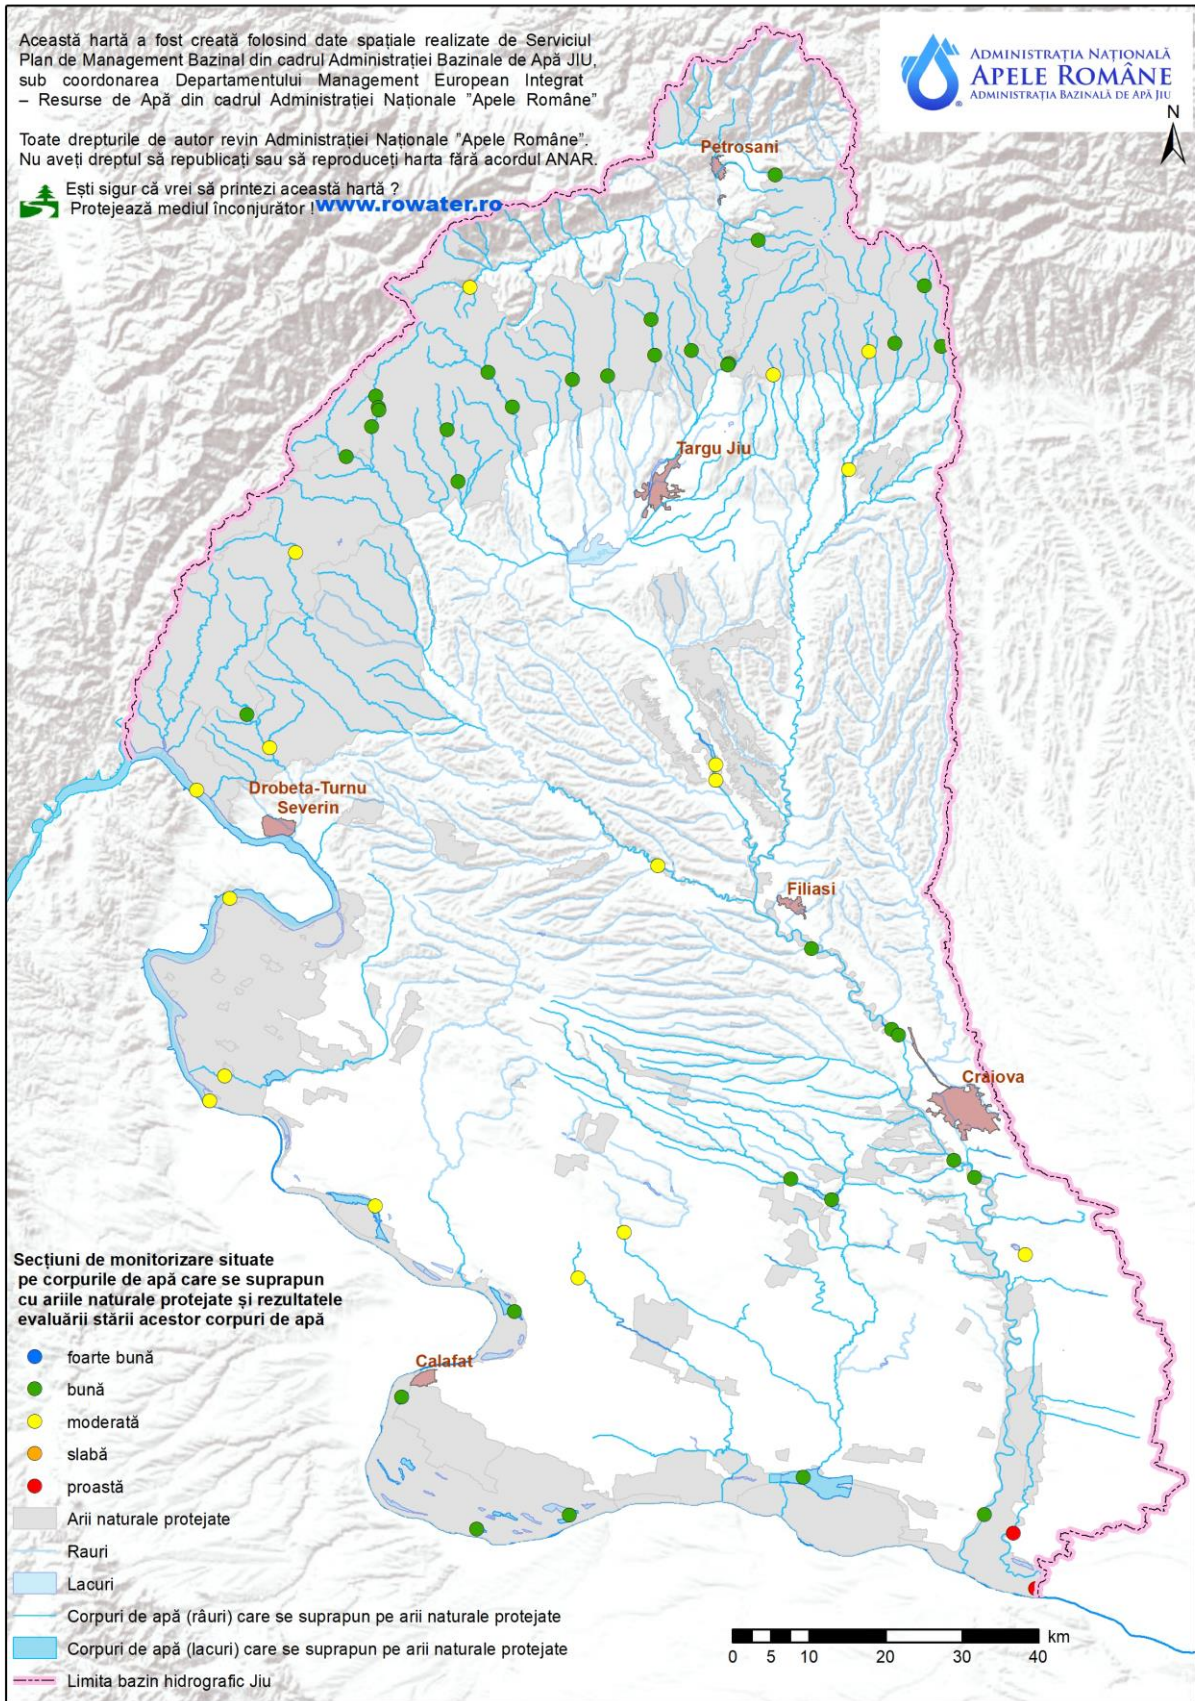 Această hartă a fost creată folosind date spațiale realizate de Serviciul
Plan de Management Bazinal din cadrul Administrației Bazinale de Apă JIU,
sub coordonarea Departamentului Management European Integrat
– Resurse de Apă din cadrul Administrației Naționale "Apele Române"
Toate drepturile de autor revin Administrației Naționale "Apele Române".
Nu aveți dreptul să republicați sau să reproduceți harta fără acordul ANAR.
Ești sigur că vrei să printezi această hartă ?
Protejează mediul înconjurător ! www.rowater.ro
ADMINISTRAȚIA NAȚIONALĂ
APELE ROMÂNE
ADMINISTRAȚIA BAZINALĂ DE APĂ JIU
N
Petrosani
Targu Jiu
Drobeta-Turnu
Severin
Filiasi
Craiova
Calafat
Secțiuni de monitorizare situate
pe corpurile de apă care se suprapun
cu ariile naturale protejate și rezultatele
evaluării stării acestor corpuri de apă
foarte bună
bună
moderată
slabă
proastă
Arii naturale protejate
Rauri
Lacuri
Corpuri de apă (râuri) care se suprapun pe arii naturale protejate
Corpuri de apă (lacuri) care se suprapun pe arii naturale protejate
Limita bazin hidrografic Jiu
km
0 5 10 20 30 40